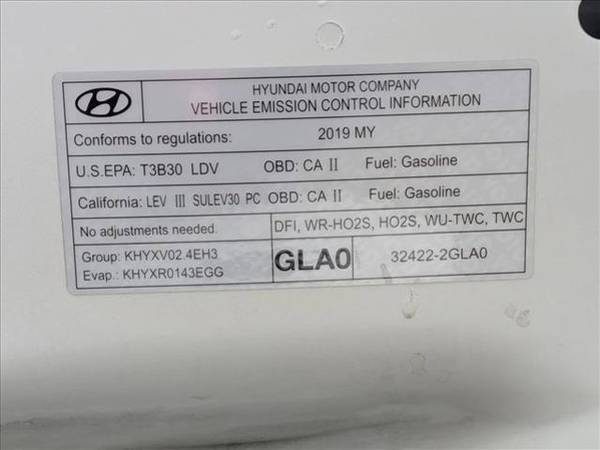 HYUNDAI MOTOR COMPANY
VEHICLE EMISSION CONTROL INFORMATION
Conforms to regulations: 2019 MY
U.S.EPA: T3B30 LDV OBD: CA II Fuel: Gasoline
California: LEV III SULEV30 PC OBD: CA II Fuel: Gasoline
No adjustments needed. DFI, WR-HO2S, HO2S, WU-TWC, TWC
Group: KHYXV02.4EH3
Evap.: KHYXR0143EGG
GLA0 32422-2GLA0